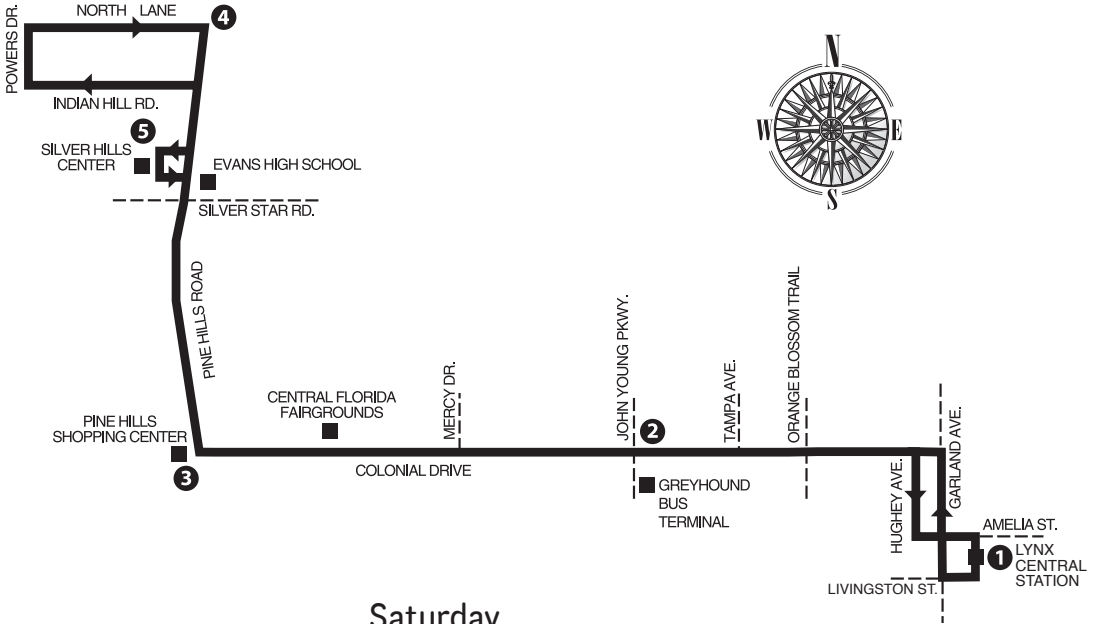 NORTH LANE
4
POWERS DR.
INDIAN HILL RD.
5
SILVER HILLS
CENTER
EVANS HIGH SCHOOL
SILVER STAR RD.
N
W
E
S
PINE HILLS ROAD
CENTRAL FLORIDA
FAIRGROUNDS
MERCY DR.
JOHN YOUNG PKWY.
2
TAMPA AVE.
ORANGE BLOSSOM TRAIL
PINE HILLS
SHOPPING CENTER
3
COLONIAL DRIVE
GREYHOUND
BUS
TERMINAL
HUGHEY AVE.
GARLAND AVE.
AMELIA ST.
1
LYNX
CENTRAL
STATION
LIVINGSTON ST.
Saturday